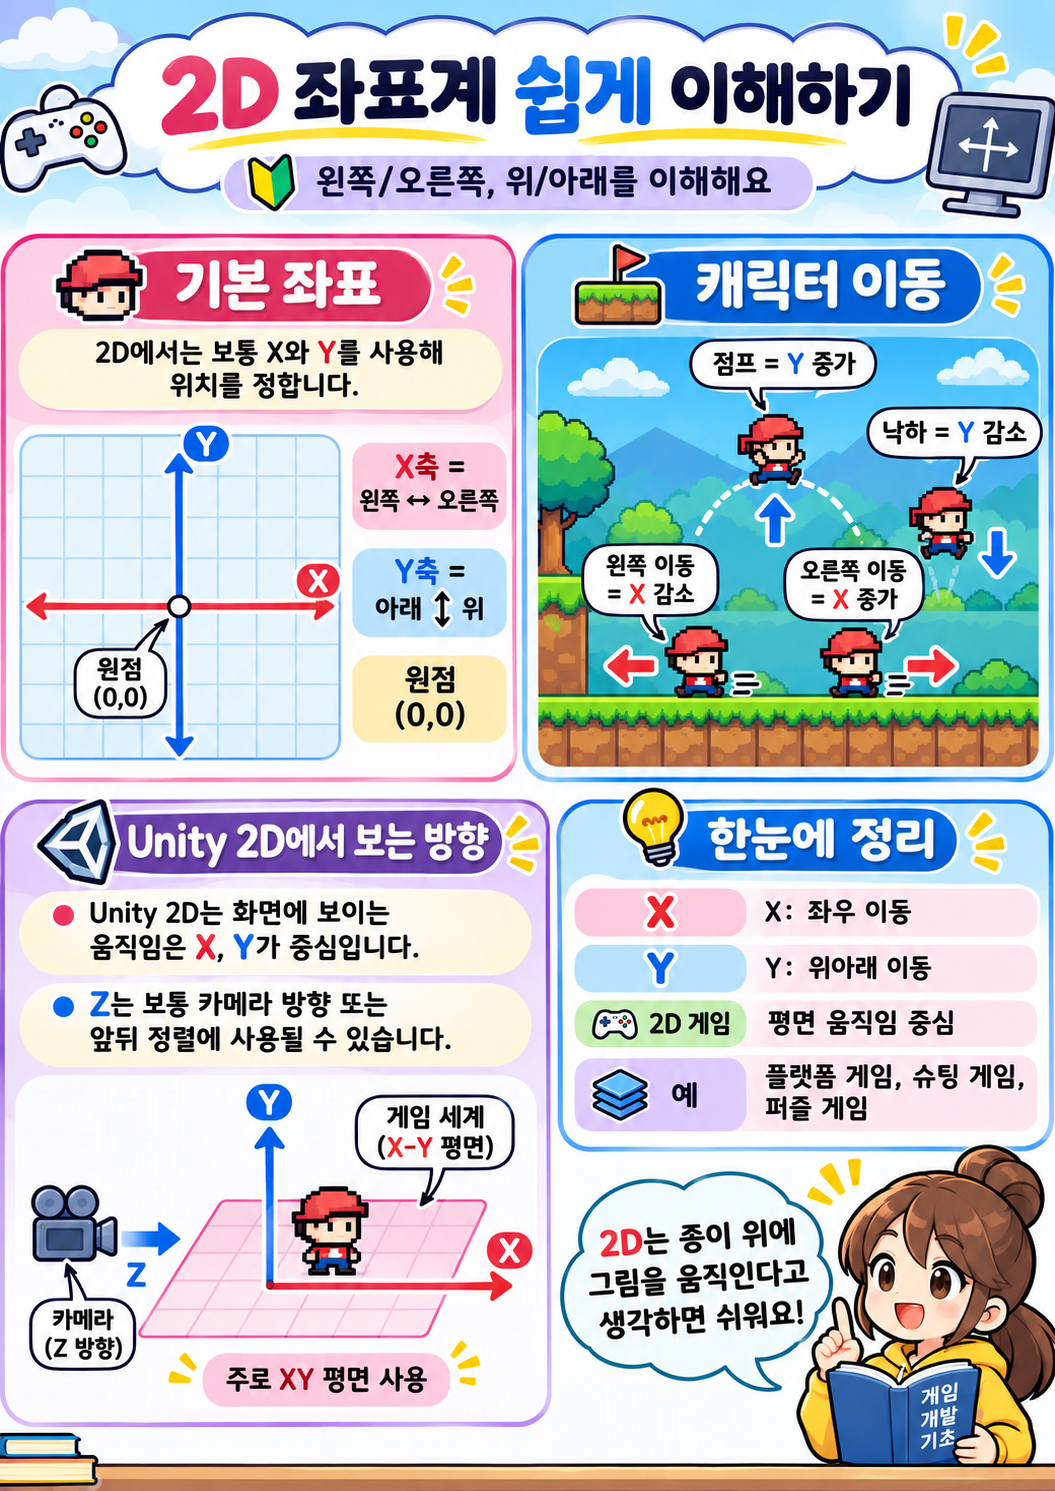 2D 좌표계 쉽게 이해하기
왼쪽/오른쪽, 위/아래를 이해해요
기본 좌표
2D에서는 보통 X와 Y를 사용해
위치를 정합니다.
Y
X
원점
(0,0)
X축 =
왼쪽 ↔ 오른쪽
Y축 =
아래 ↕ 위
원점
(0,0)
캐릭터 이동
점프 = Y 증가
낙하 = Y 감소
왼쪽 이동
= X 감소
오른쪽 이동
= X 증가
Unity 2D에서 보는 방향
Unity 2D는 화면에 보이는
움직임은 X, Y가 중심입니다.
Z는 보통 카메라 방향 또는
앞뒤 정렬에 사용될 수 있습니다.
Y
게임 세계
(X-Y 평면)
X
Z
카메라
(Z 방향)
주로 XY 평면 사용
한눈에 정리
X X: 좌우 이동
Y Y: 위아래 이동
2D 게임 평면 움직임 중심
예 플랫폼 게임, 슈팅 게임,
퍼즐 게임
2D는 종이 위에
그림을 움직인다고
생각하면 쉬워요!
게임
개발
기초